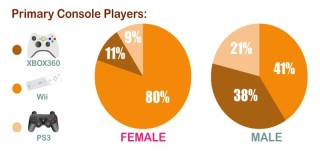 Primary Console Players:
XBOX360
Wii
PS3
9%
11%
80%
FEMALE
21%
41%
38%
MALE